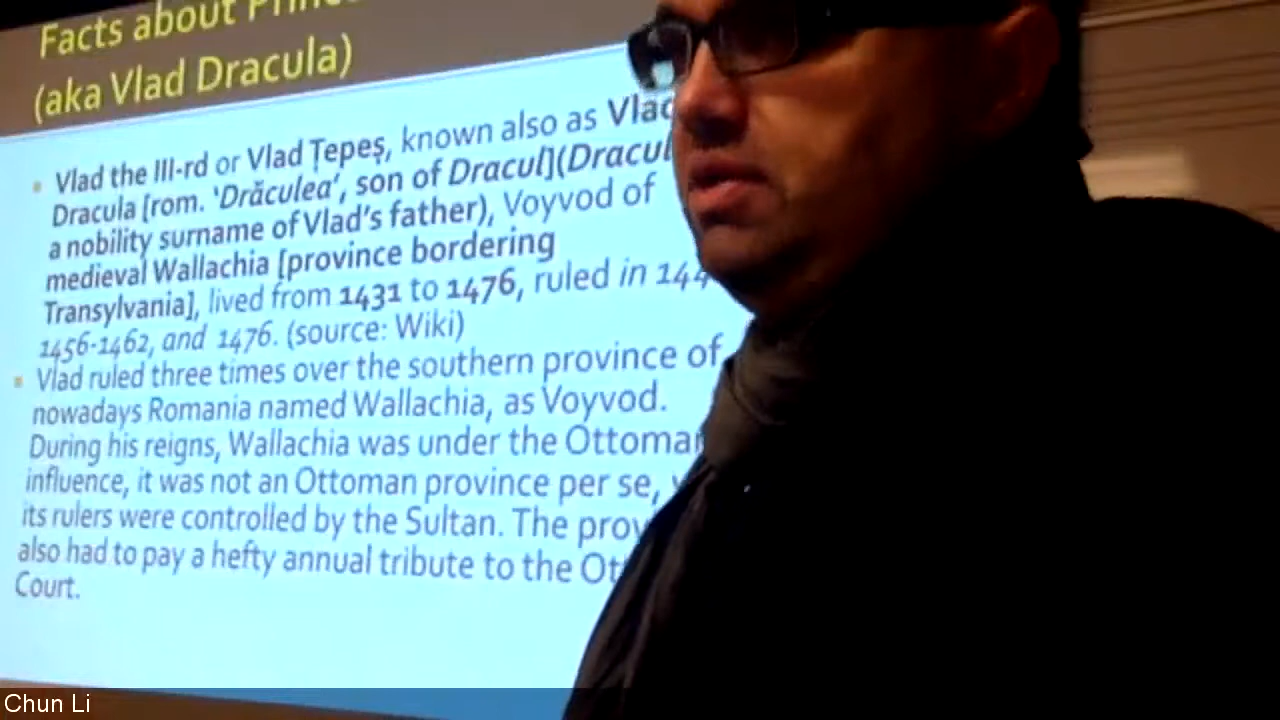 Facts about
(aka Vlad Dracula)
Vlad the III-rd or Vlad Țepeș, known also as Vlad
Dracula [rom. ‘Drăculea’, son of Dracul](Dracul
a nobility surname of Vlad’s father), Voyvod of
medieval Wallachia [province bordering
Transylvania], lived from 1431 to 1476, ruled in
1456-1462, and 1476. (source: Wiki)
Vlad ruled three times over the southern province of
nowadays Romania named Wallachia, as Voyvod.
During his reigns, Wallachia was under the Ottoman
influence, it was not an Ottoman province per se,
its rulers were controlled by the Sultan. The
also had to pay a hefty annual tribute to the
Court.
Chun Li